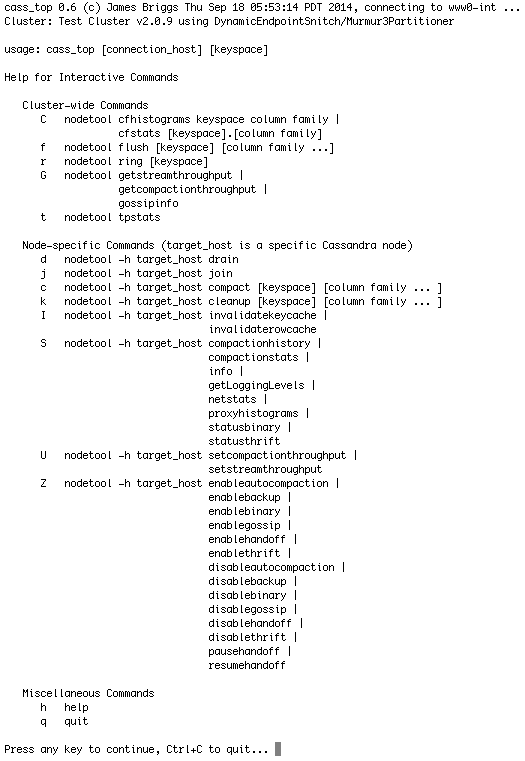 cass_top 0.6 (c) James Briggs Thu Sep 18 05:53:14 PDT 2014, connecting to www0-int ...
Cluster: Test Cluster v2.0.9 using DynamicEndpointSnitch/Murmur3Partitioner
usage: cass_top [connection_host] [keyspace]
Help for Interactive Commands
Cluster-wide Commands
C nodetool cfhistograms keyspace column family |
cfstats [keyspace].[column family]
f nodetool flush [keyspace] [column family ...]
r nodetool ring [keyspace]
G nodetool getstreamthroughput |
getcompactionthroughput |
gossipinfo
t nodetool tpstats
Node-specific Commands (target_host is a specific Cassandra node)
d nodetool -h target_host drain
j nodetool -h target_host join
c nodetool -h target_host compact [keyspace] [column family ... ]
k nodetool -h target_host cleanup [keyspace] [column family ... ]
I nodetool -h target_host invalidatekeycache |
invalidaterowcache
S nodetool -h target_host compactionhistory |
compactionstats |
info |
getLoggingLevels |
netstats |
proxyhistograms |
statusbinary |
statusthrift
U nodetool -h target_host setcompactionthroughput |
setstreamthroughput
Z nodetool -h target_host enableautocompaction |
enablebackup |
enablebinary |
enablegossip |
enablehandoff |
enablethrift |
disableautocompaction |
disablebackup |
disablebinary |
disablegossip |
disablehandoff |
disablethrift |
pausehandoff |
resumehandoff
Miscellaneous Commands
h help
q quit
Press any key to continue, Ctrl+C to quit...